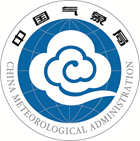 中国气象局
CHINA METEOROLOGICAL ADMINISTRATION